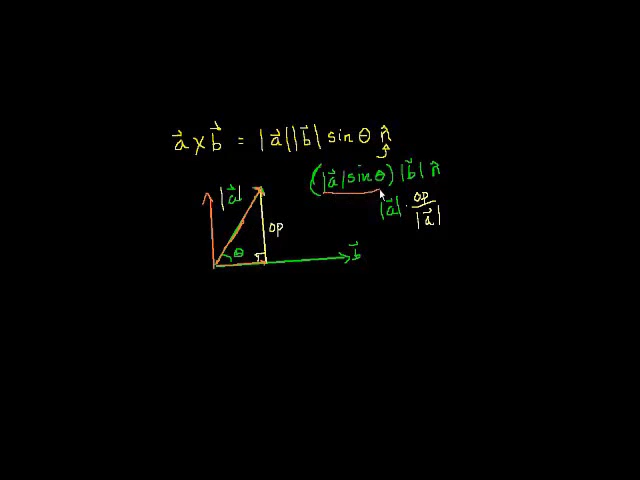 a⃗ × b⃗ = |a⃗||b⃗| sin θ n̂
(|a⃗| sin θ) |b⃗| n̂
|a⃗| · op/|a⃗|
|a⃗|
op
θ
b⃗